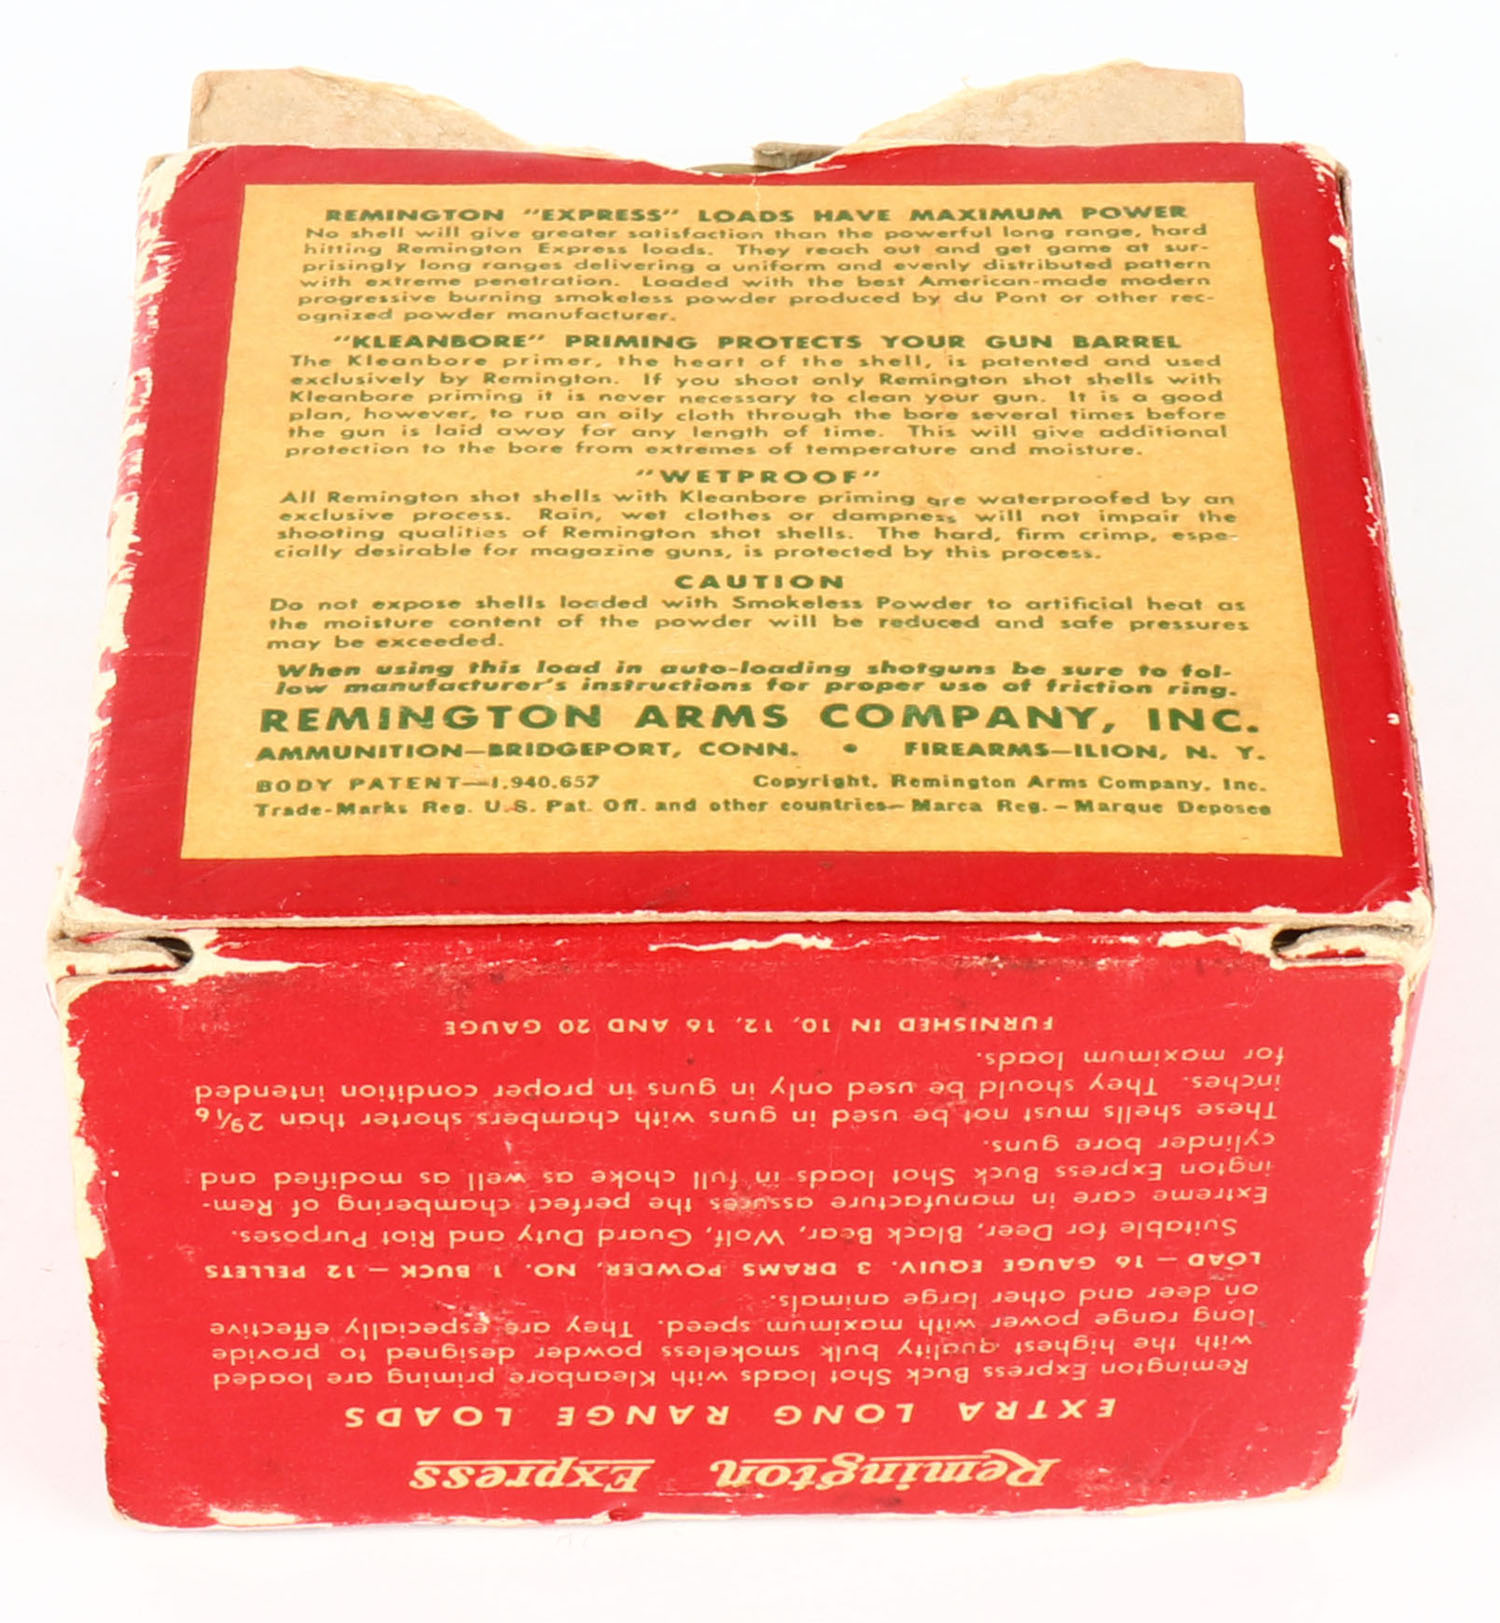 REMINGTON "EXPRESS" LOADS HAVE MAXIMUM POWER
No shell will give greater satisfaction than the powerful long range, hard
hitting Remington Express loads. They reach out and get game at sur-
prisingly long ranges delivering a uniform and evenly distributed pattern
with extreme penetration. Loaded with the best American-made modern
progressive burning smokeless powder produced by du Pont or other rec-
ognized powder manufacturer.
"KLEANBORE" PRIMING PROTECTS YOUR GUN BARREL
The Kleanbore primer, the heart of the shell, is patented and used
exclusively by Remington. If you shoot only Remington shot shells with
Kleanbore priming it is never necessary to clean your gun. It is a good
plan, however, to run an oily cloth through the bore several times before
the gun is laid away for any length of time. This will give additional
protection to the bore from extremes of temperature and moisture.
"WETPROOF"
All Remington shot shells with Kleanbore priming are waterproofed by an
exclusive process. Rain, wet clothes or dampness will not impair the
shooting qualities of Remington shot shells. The hard, firm crimp, espe-
cially desirable for magazine guns, is protected by this process.
CAUTION
Do not expose shells loaded with Smokeless Powder to artificial heat as
the moisture content of the powder will be reduced and safe pressures
may be exceeded.
When using this load in auto-loading shotguns be sure to fol-
low manufacturer's instructions for proper use of friction ring.
REMINGTON ARMS COMPANY, INC.
AMMUNITION—BRIDGEPORT, CONN. • FIREARMS—ILION, N. Y.
BODY PATENT—1,940,657 Copyright, Remington Arms Company, Inc.
Trade-Marks Reg. U.S. Pat. Off. and other countries—Marca Reg.—Marque Deposee
Remington Express
EXTRA LONG RANGE LOADS
Remington Express Buck Shot loads with Kleanbore priming are loaded
with the highest quality bulk smokeless powder designed to provide
long range power with maximum speed. They are especially effective
on deer and other large animals.
LOAD — 16 GAUGE EQUIV. 3 DRAMS POWDER, NO. 1 BUCK — 12 PELLETS
Suitable for Deer, Black Bear, Wolf, Guard Duty and Riot Purposes.
Extreme care in manufacture assures the perfect chambering of Rem-
ington Express Buck Shot loads in full choke as well as modified and
cylinder bore guns.
These shells must not be used in guns with chambers shorter than 2 9/16
inches. They should be used only in guns in proper condition intended
for maximum loads.
FURNISHED IN 10, 12, 16 AND 20 GAUGE